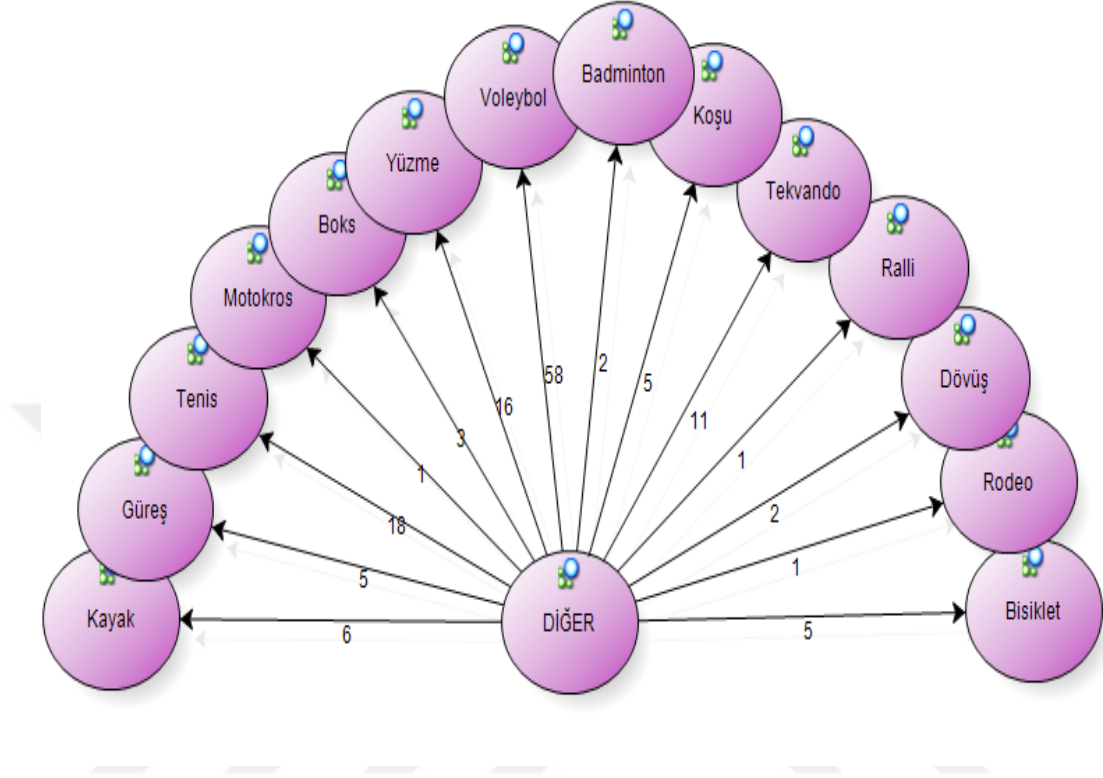 Badminton
Voleybol
Koşu
Yüzme
Tekvando
Boks
Ralli
Motokros
Dövüş
Tenis
Rodeo
Güreş
Kayak
Bisiklet
DİĞER
6
5
18
1
3
16
58
2
5
11
1
2
1
5